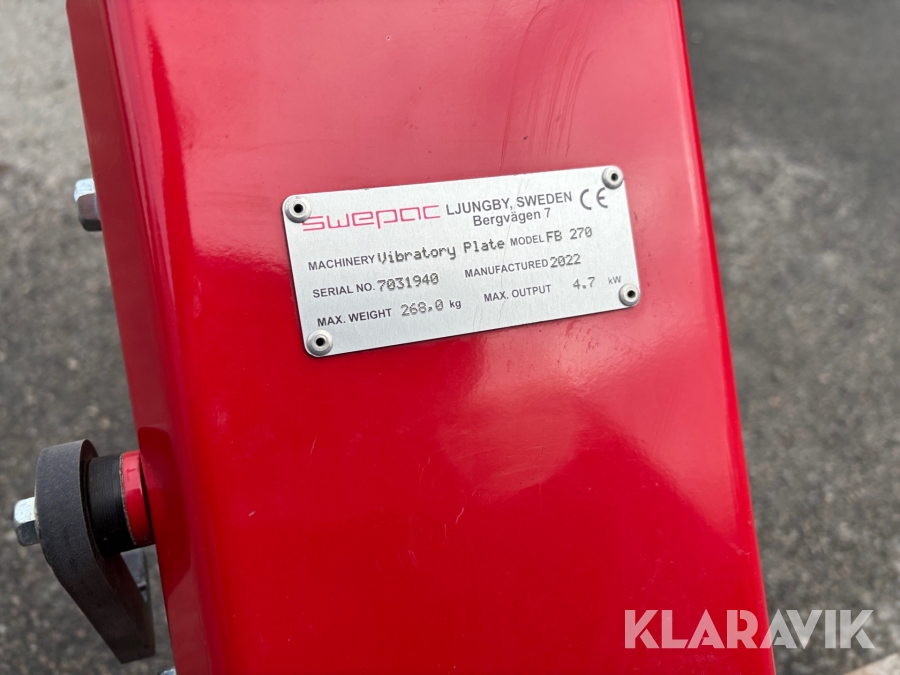 swepac LJUNGBY, SWEDEN CE
Bergvägen 7
MACHINERY Vibratory Plate MODEL FB 270
SERIAL NO. 7031940 MANUFACTURED 2022
MAX. WEIGHT 268,0 kg MAX. OUTPUT 4.7 kW
KLARAVIK